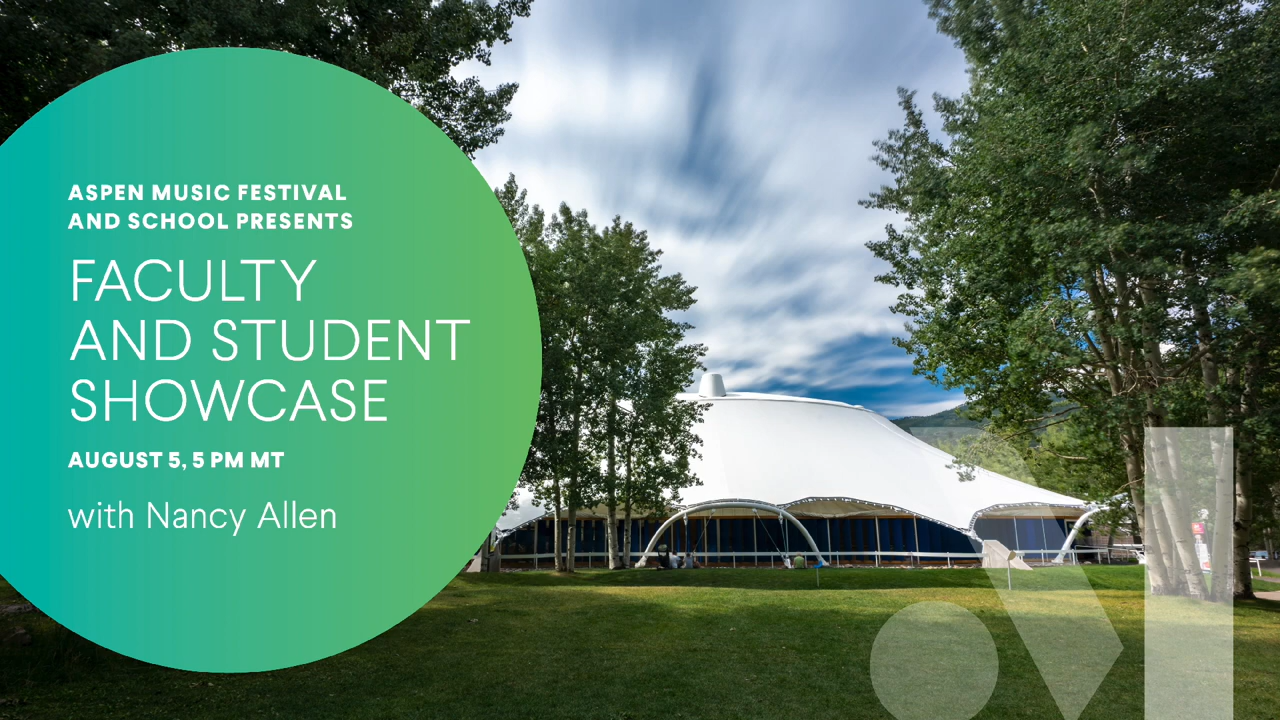 ASPEN MUSIC FESTIVAL
AND SCHOOL PRESENTS
FACULTY
AND STUDENT
SHOWCASE
AUGUST 5, 5 PM MT
with Nancy Allen